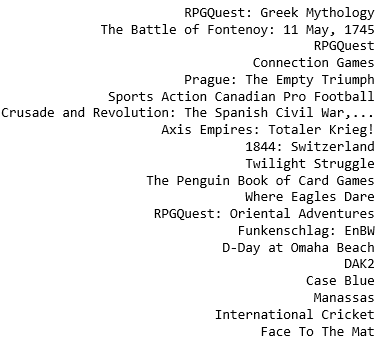 RPGQuest: Greek Mythology
The Battle of Fontenoy: 11 May, 1745
RPGQuest
Connection Games
Prague: The Empty Triumph
Sports Action Canadian Pro Football
Crusade and Revolution: The Spanish Civil War,...
Axis Empires: Totaler Krieg!
1844: Switzerland
Twilight Struggle
The Penguin Book of Card Games
Where Eagles Dare
RPGQuest: Oriental Adventures
Funkenschlag: EnBW
D-Day at Omaha Beach
DAK2
Case Blue
Manassas
International Cricket
Face To The Mat